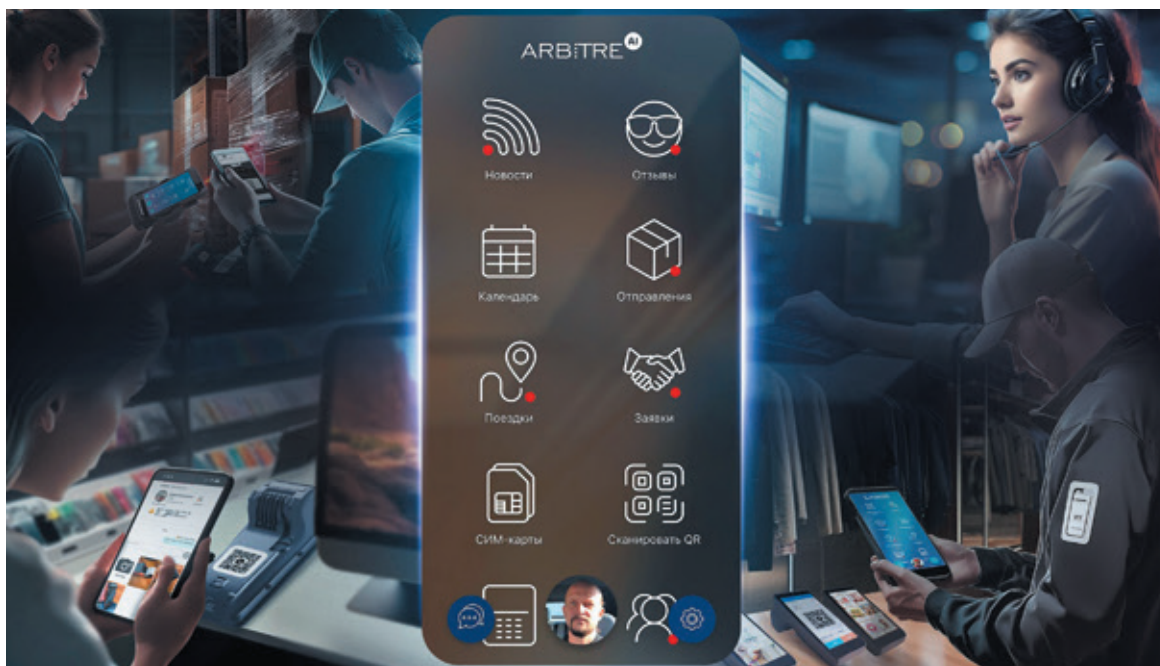 ARBITRE AI
Новости
Отзывы
Календарь
Отправления
Поездки
Заявки
СИМ-карты
Сканировать QR